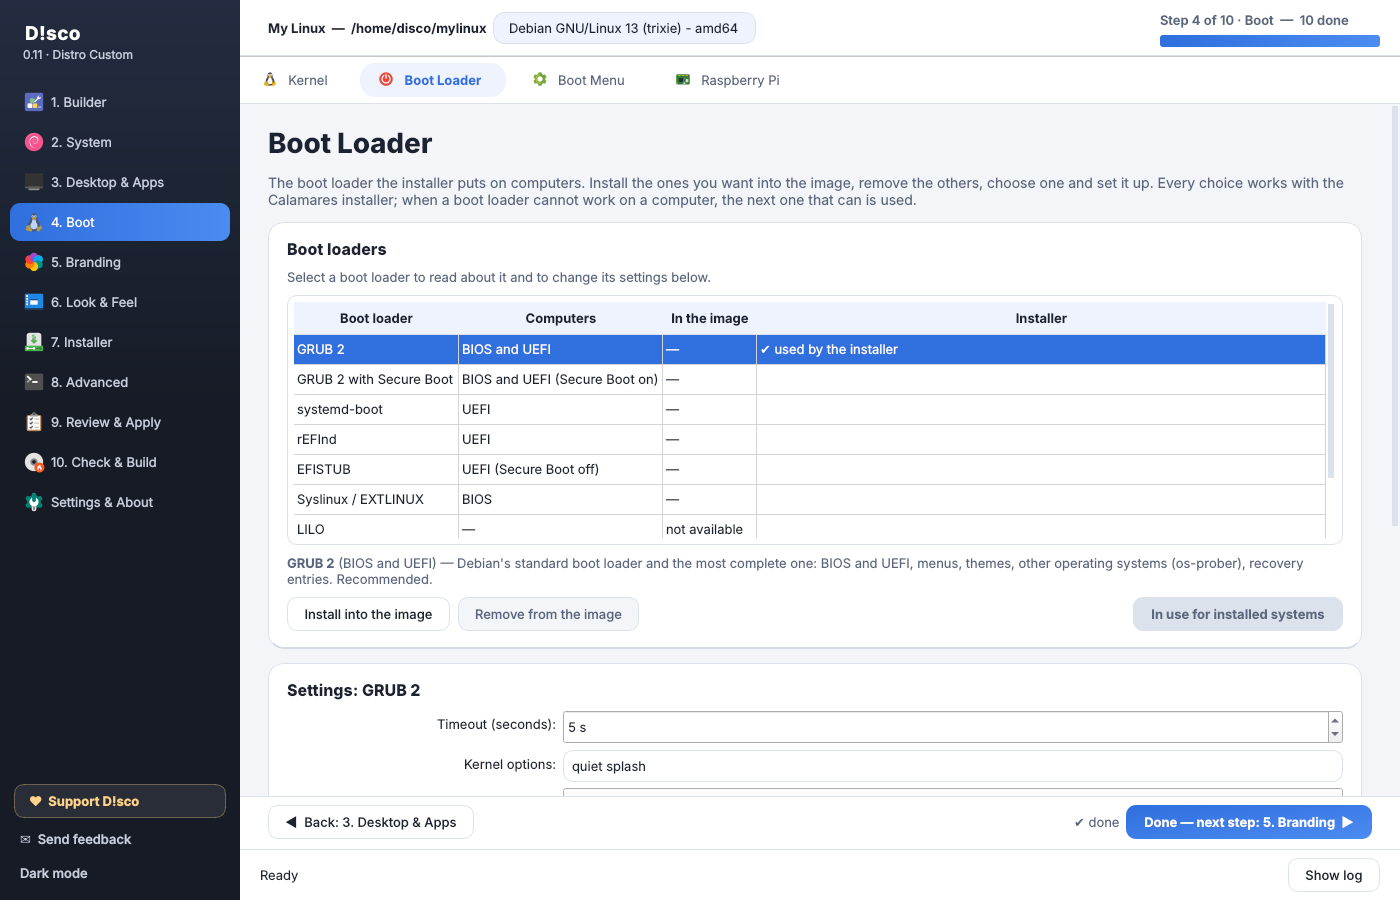 D!sco
0.11 · Distro Custom
1. Builder
2. System
3. Desktop & Apps
4. Boot
5. Branding
6. Look & Feel
7. Installer
8. Advanced
9. Review & Apply
10. Check & Build
Settings & About
Support D!sco
Send feedback
Dark mode
My Linux — /home/disco/mylinux
Debian GNU/Linux 13 (trixie) - amd64
Step 4 of 10 · Boot — 10 done
Kernel
Boot Loader
Boot Menu
Raspberry Pi
Boot Loader
The boot loader the installer puts on computers. Install the ones you want into the image, remove the others, choose one and set it up. Every choice works with the
Calamares installer; when a boot loader cannot work on a computer, the next one that can is used.
Boot loaders
Select a boot loader to read about it and to change its settings below.
Boot loader Computers In the image Installer
GRUB 2 BIOS and UEFI — ✔ used by the installer
GRUB 2 with Secure Boot BIOS and UEFI (Secure Boot on) —
systemd-boot UEFI —
rEFInd UEFI —
EFISTUB UEFI (Secure Boot off) —
Syslinux / EXTLINUX BIOS —
LILO — not available
GRUB 2 (BIOS and UEFI) — Debian's standard boot loader and the most complete one: BIOS and UEFI, menus, themes, other operating systems (os-prober), recovery
entries. Recommended.
Install into the image
Remove from the image
In use for installed systems
Settings: GRUB 2
Timeout (seconds): 5 s
Kernel options: quiet splash
◀ Back: 3. Desktop & Apps
✔ done
Done — next step: 5. Branding ▶
Ready
Show log